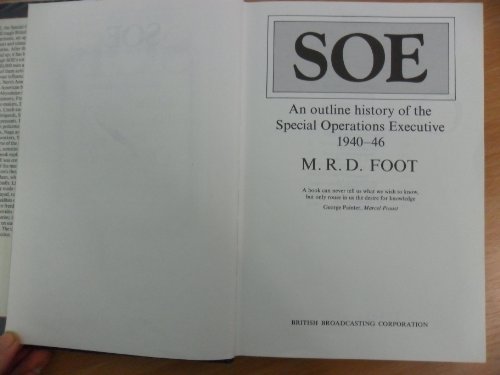 SOE
An outline history of the
Special Operations Executive
1940–46
M. R. D. FOOT
A book can never tell us what we wish to know,
but only rouse in us the desire for knowledge
George Painter, Marcel Proust
BRITISH BROADCASTING CORPORATION